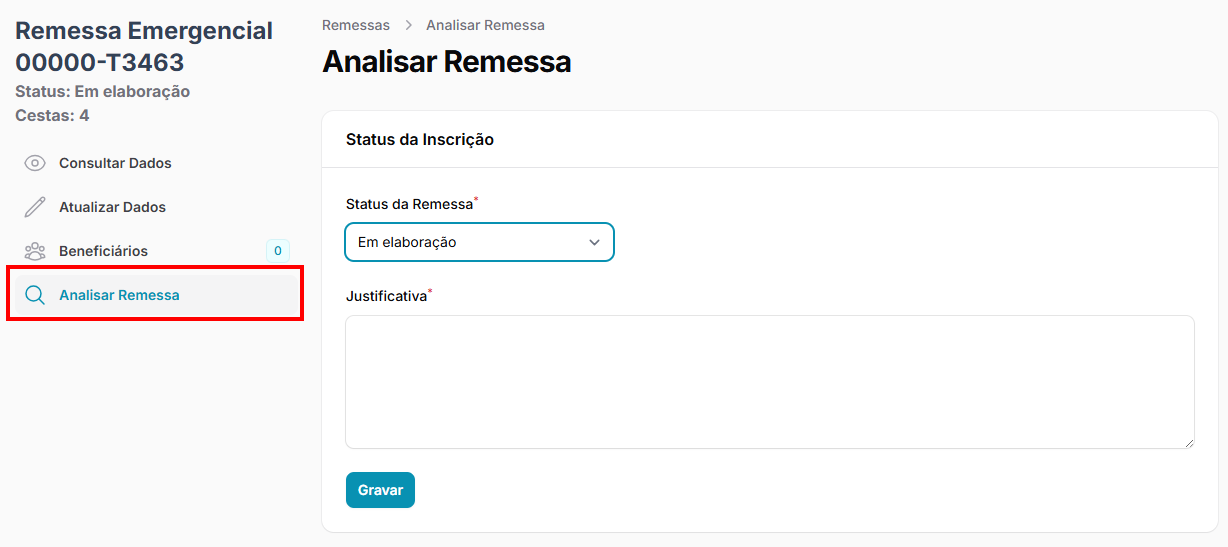 Remessa Emergencial
00000-T3463
Status: Em elaboração
Cestas: 4
Consultar Dados
Atualizar Dados
Beneficiários 0
Analisar Remessa
Remessas > Analisar Remessa
Analisar Remessa
Status da Inscrição
Status da Remessa*
Em elaboração
Justificativa*
Gravar